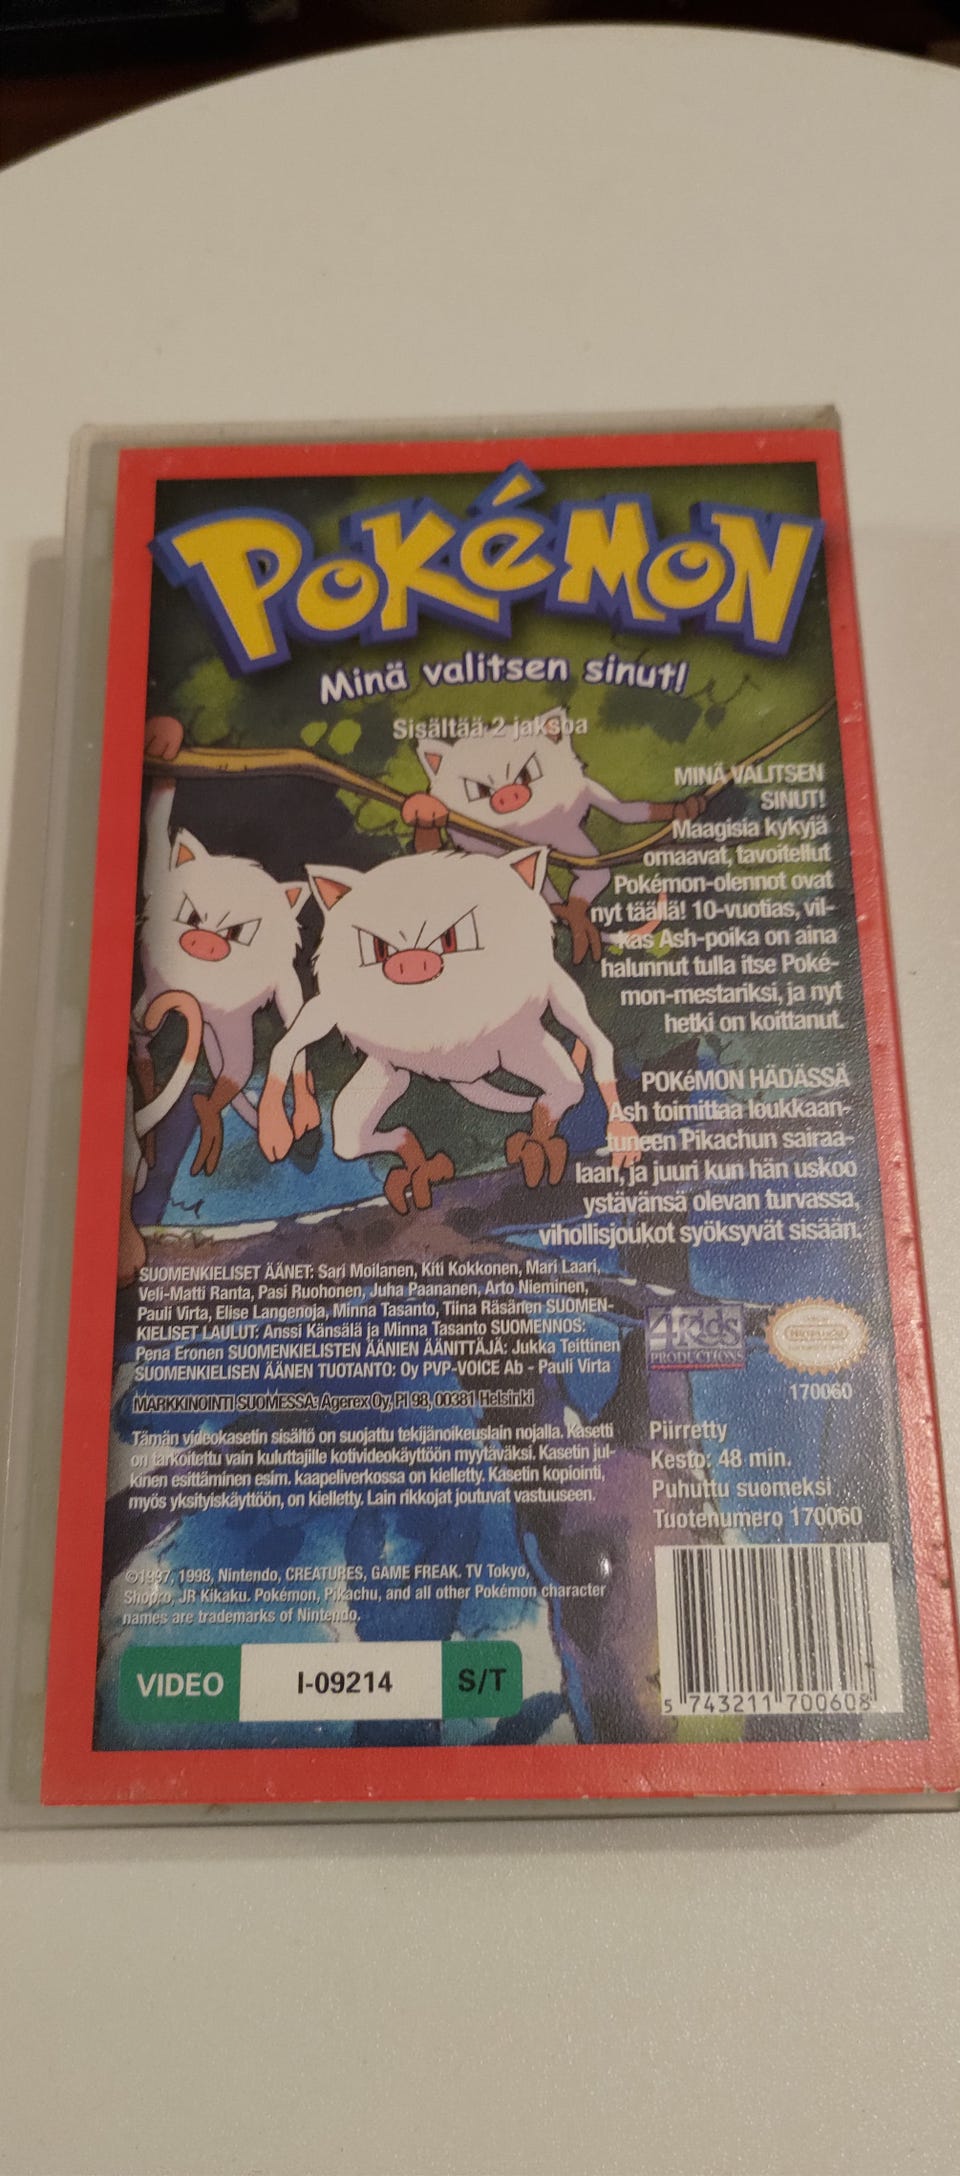 POKéMON
Minä valitsen sinut!
Sisältää 2 jaksoa
MINÄ VALITSEN
SINUT!
Maagisia kykyjä
omaavat, tavoitellut
Pokémon-olennot ovat
nyt täällä! 10-vuotias, vil-
kas Ash-poika on aina
halunnut tulla itse Poké-
mon-mestariksi, ja nyt
hetki on koittanut.
POKéMON HÄDÄSSÄ
Ash toimittaa loukkaan-
tuneen Pikachun sairaa-
laan, ja juuri kun hän uskoo
ystävänsä olevan turvassa,
vihollisjoukot syöksyvät sisään.
SUOMENKIELISET ÄÄNET: Sari Moilanen, Kiti Kokkonen, Mari Laari,
Veli-Matti Ranta, Pasi Ruohonen, Juha Paananen, Arto Nieminen,
Pauli Virta, Elise Langenoja, Minna Tasanto, Tiina Räsänen SUOMEN-
KIELISET LAULUT: Anssi Känsälä ja Minna Tasanto SUOMENNOS:
Pena Eronen SUOMENKIELISTEN ÄÄNIEN ÄÄNITTÄJÄ: Jukka Teittinen
SUOMENKIELISEN ÄÄNEN TUOTANTO: Oy PVP-VOICE Ab - Pauli Virta
MARKKINOINTI SUOMESSA: Agerex Oy, Pl 98, 00381 Helsinki
Tämän videokasetin sisältö on suojattu tekijänoikeuslain nojalla. Kasetti
on tarkoitettu vain kuluttajille kotivideokäyttöön myytäväksi. Kasetin jul-
kinen esittäminen esim. kaapeliverkossa on kielletty. Kasetin kopiointi,
myös yksityiskäyttöön, on kielletty. Lain rikkojat joutuvat vastuuseen.
4Kids
PRODUCTIONS
170060
Piirretty
Kesto: 48 min.
Puhuttu suomeksi
Tuotenumero 170060
©1997, 1998, Nintendo, CREATURES, GAME FREAK. TV Tokyo,
Shopro, JR Kikaku. Pokémon, Pikachu, and all other Pokémon character
names are trademarks of Nintendo.
VIDEO I-09214 S/T
5 743211 700608